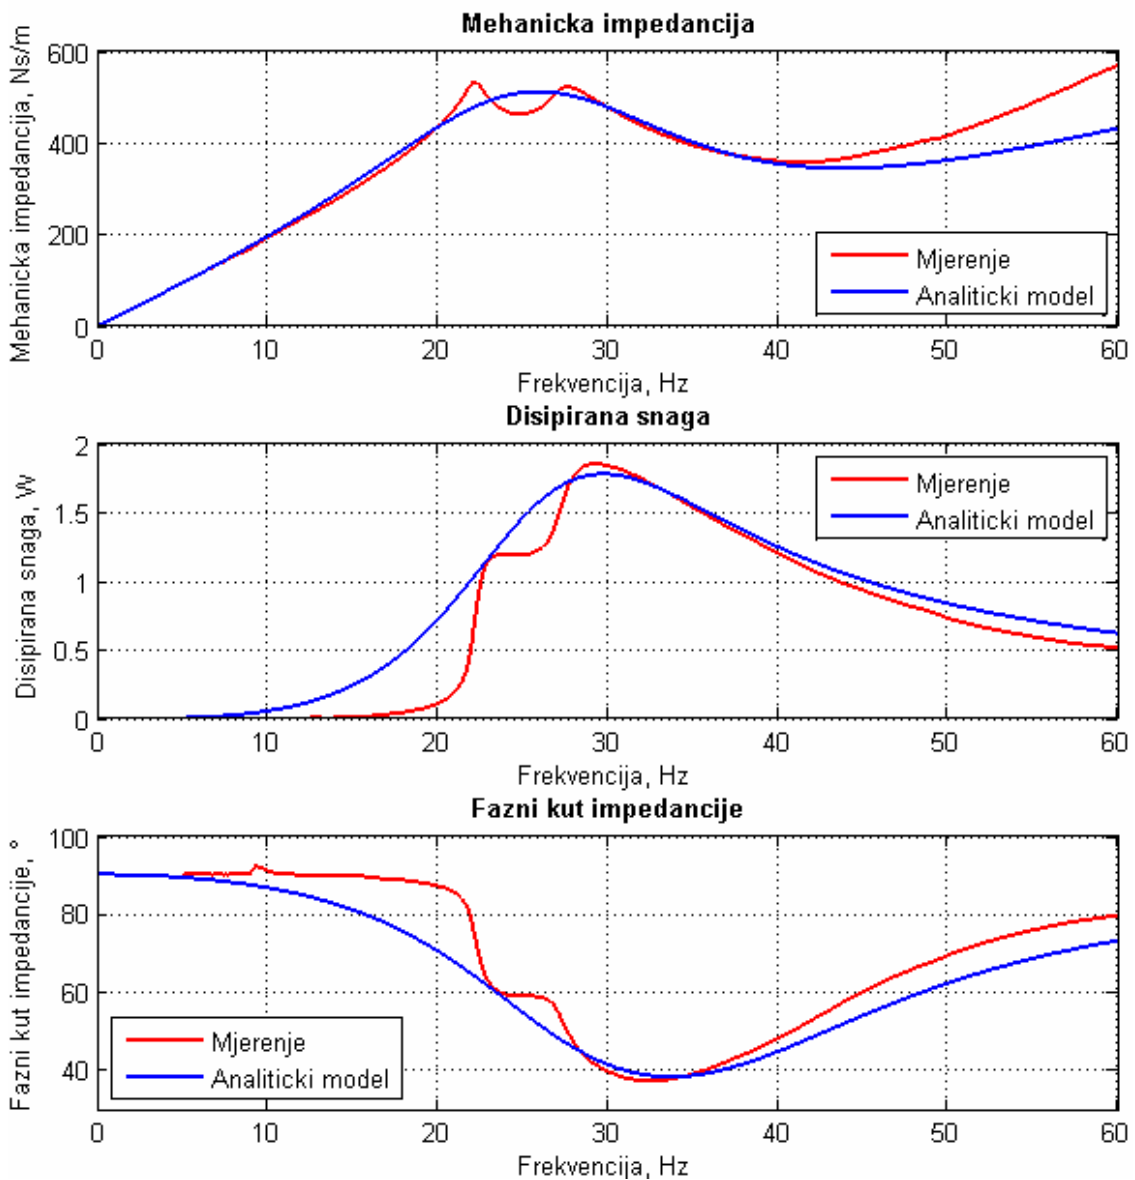 Mehanicka impedancija
Mehanicka impedancija, Ns/m
600
400
200
0
0 10 20 30 40 50 60
Mjerenje
Analiticki model
Frekvencija, Hz
Disipirana snaga
Disipirana snaga, W
2
1.5
1
0.5
0
0 10 20 30 40 50 60
Mjerenje
Analiticki model
Frekvencija, Hz
Fazni kut impedancije
Fazni kut impedancije, °
100
80
60
40
0 10 20 30 40 50 60
Mjerenje
Analiticki model
Frekvencija, Hz